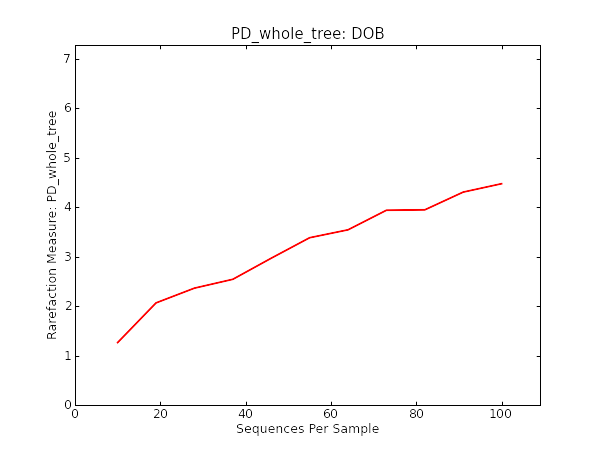 PD_whole_tree: DOB
Rarefaction Measure: PD_whole_tree
7
6
5
4
3
2
1
0
0 20 40 60 80 100
Sequences Per Sample